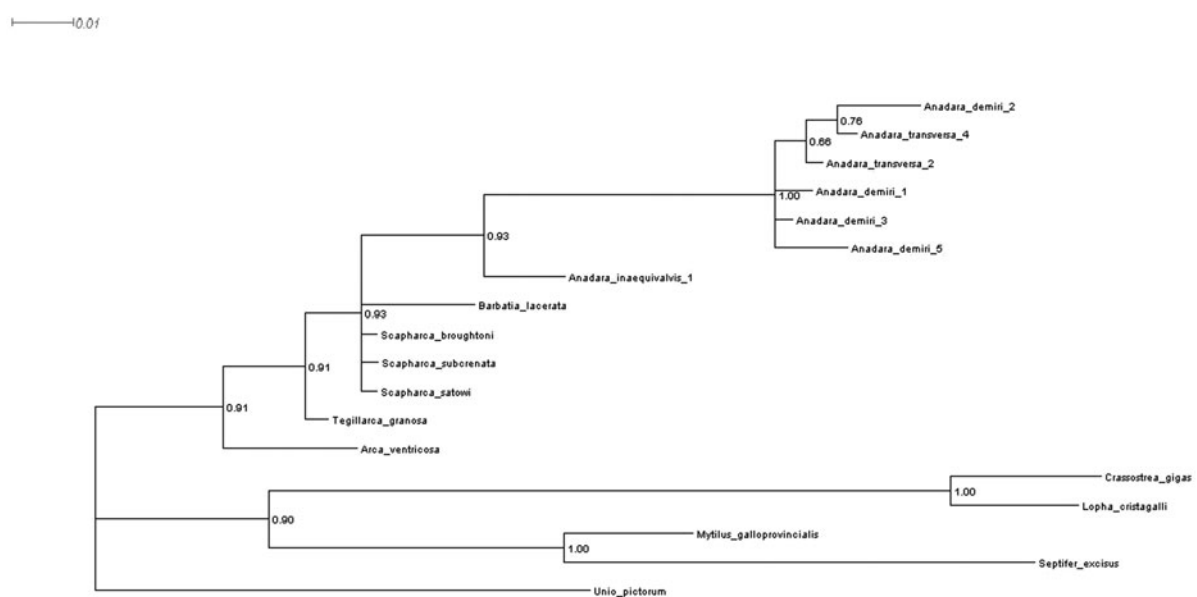 0.01
Anadara_demiri_2
0.76
Anadara_transversa_4
0.66
Anadara_transversa_2
Anadara_demiri_1
1.00
Anadara_demiri_3
0.93
Anadara_demiri_5
Anadara_inaequivalvis_1
Barbatia_lacerata
0.93
Scapharca_broughtoni
Scapharca_subcrenata
0.91
Scapharca_satowi
0.91
Tegillarca_granosa
Arca_ventricosa
Crassostrea_gigas
1.00
Lopha_cristagalli
0.90
Mytilus_galloprovincialis
1.00
Septifer_excisus
Unio_pictorum